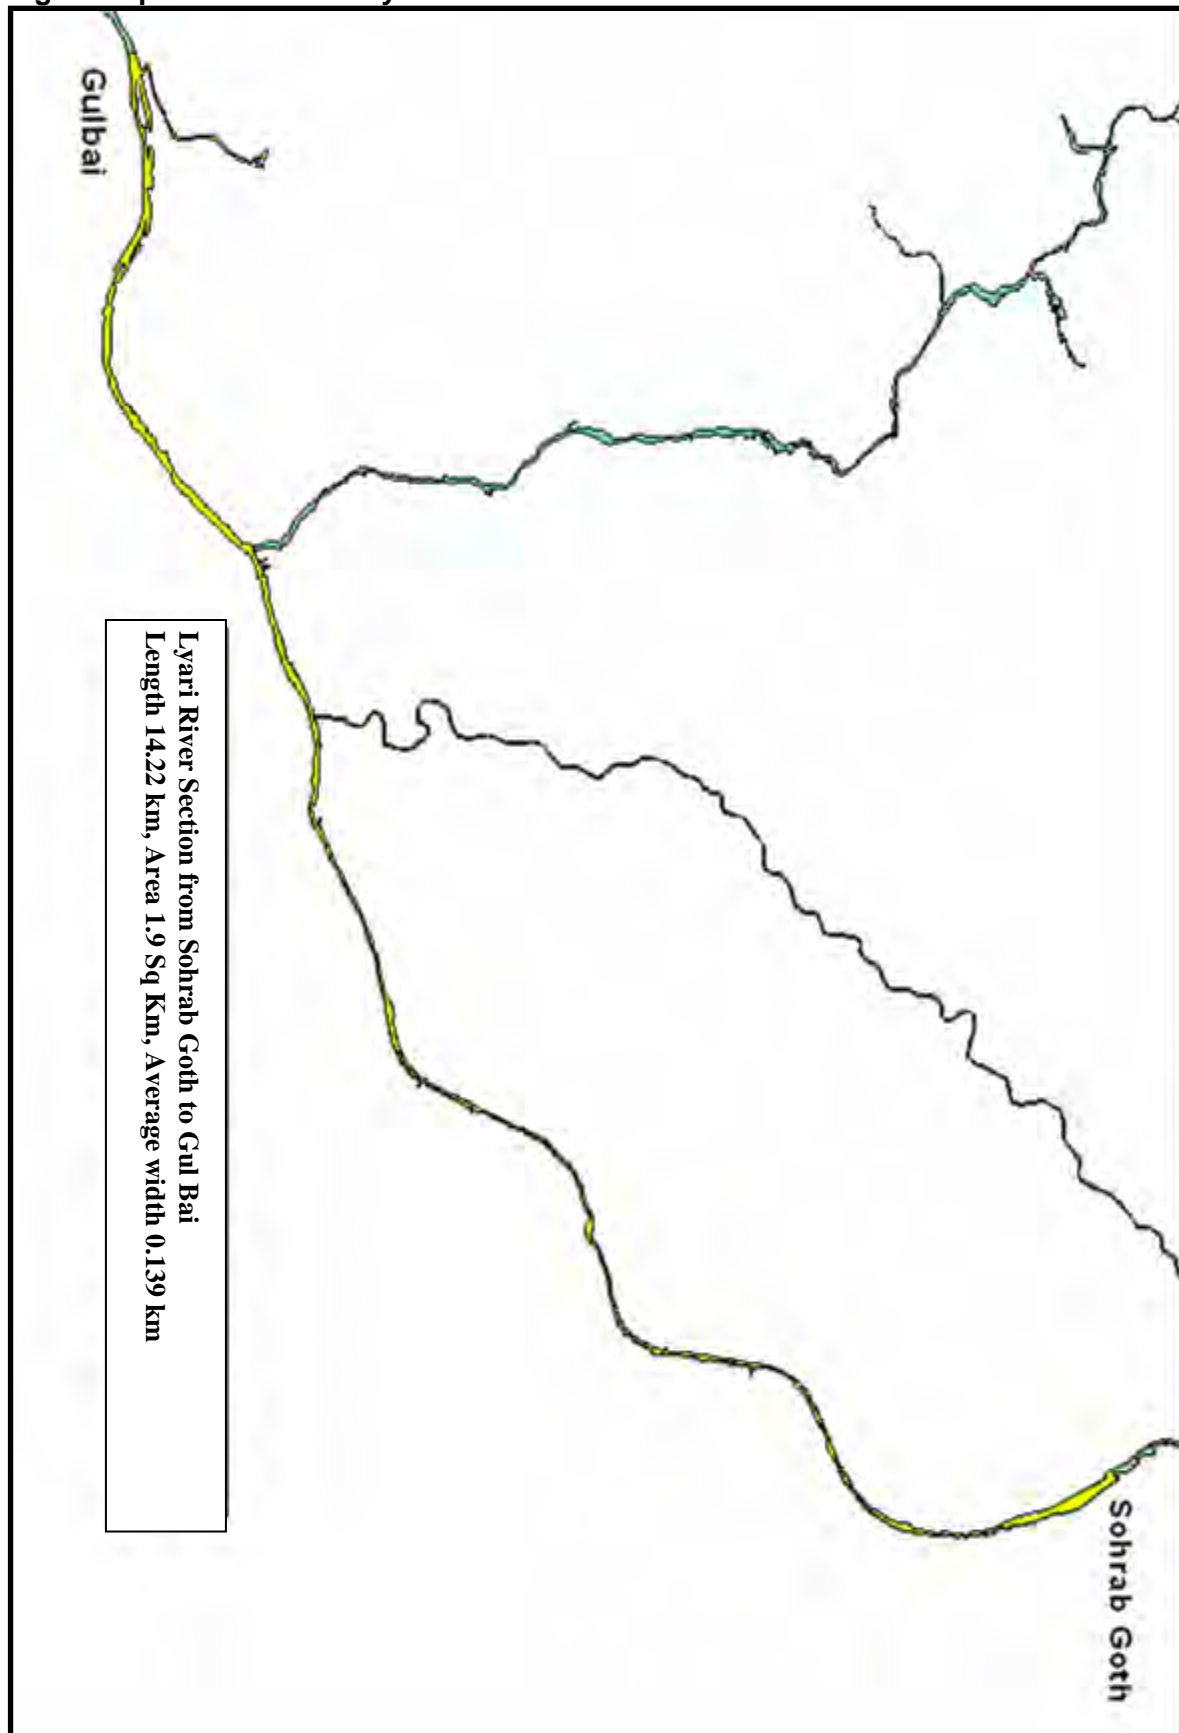 Gulbai
Sohrab Goth
Lyari River Section from Sohrab Goth to Gul Bai
Length 14.22 km, Area 1.9 Sq Km, Average width 0.139 km